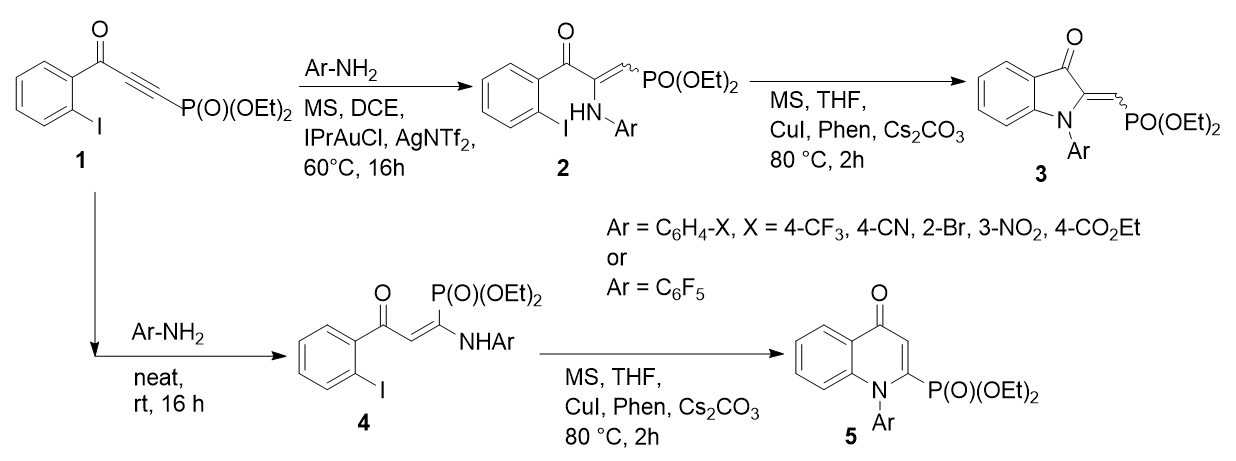 O
P(O)(OEt)₂
I
1
Ar-NH₂
MS, DCE,
IPrAuCl, AgNTf₂,
60°C, 16h
O
PO(OEt)₂
HN
I
Ar
2
MS, THF,
CuI, Phen, Cs₂CO₃
80 °C, 2h
O
N
PO(OEt)₂
Ar
3
Ar = C₆H₄-X, X = 4-CF₃, 4-CN, 2-Br, 3-NO₂, 4-CO₂Et
or
Ar = C₆F₅
Ar-NH₂
neat,
rt, 16 h
O
P(O)(OEt)₂
NHAr
I
4
MS, THF,
CuI, Phen, Cs₂CO₃
80 °C, 2h
O
N
P(O)(OEt)₂
Ar
5